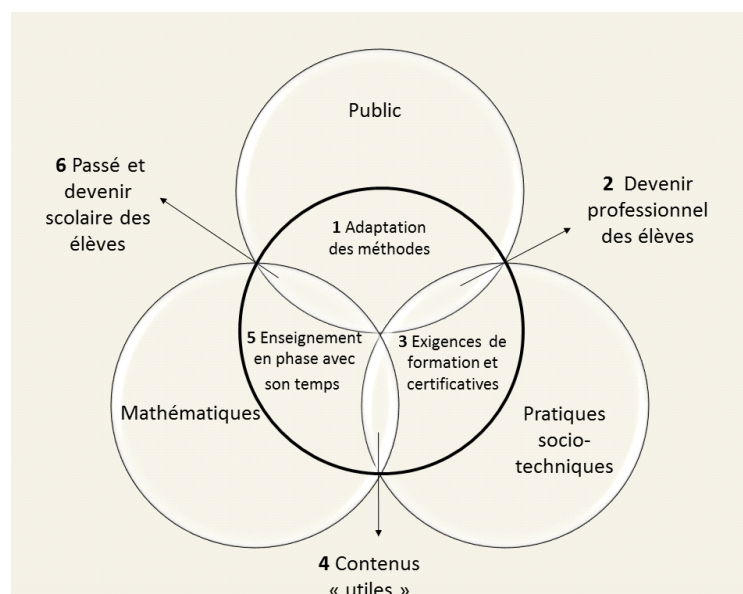 Public
6 Passé et
devenir
scolaire des
élèves
2 Devenir
professionnel
des élèves
1 Adaptation
des méthodes
5 Enseignement
en phase avec
son temps
3 Exigences de
formation et
certificatives
Mathématiques
Pratiques
socio-
techniques
4 Contenus
« utiles »